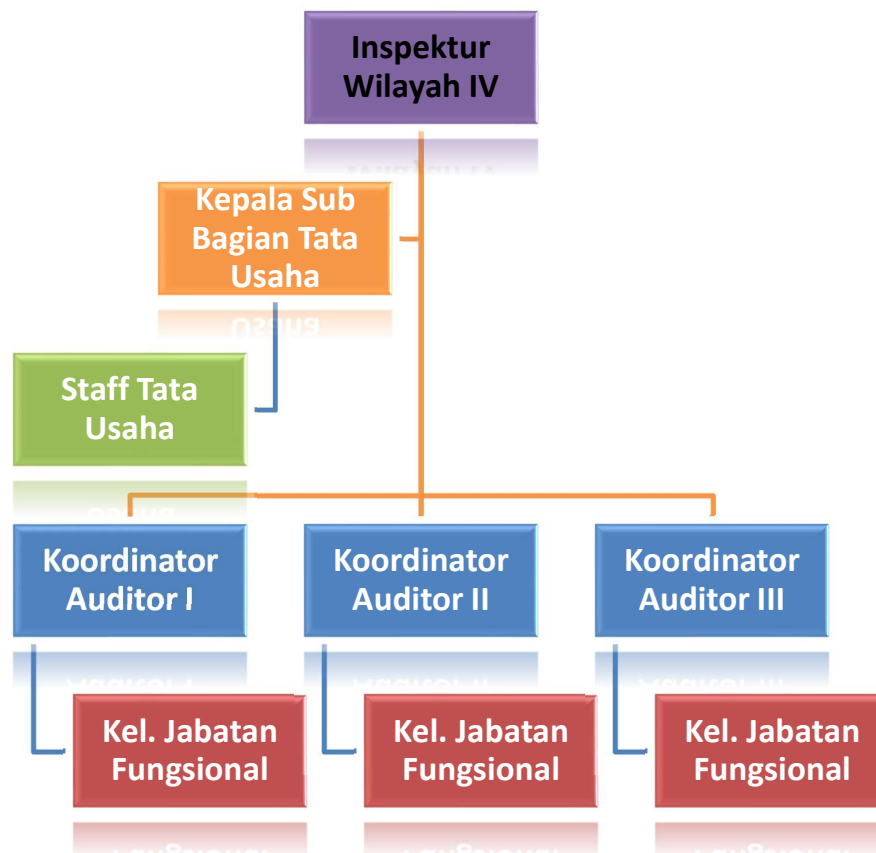 Inspektur
Wilayah IV
Kepala Sub
Bagian Tata
Usaha
Staff Tata
Usaha
Koordinator
Auditor I
Koordinator
Auditor II
Koordinator
Auditor III
Kel. Jabatan
Fungsional
Kel. Jabatan
Fungsional
Kel. Jabatan
Fungsional